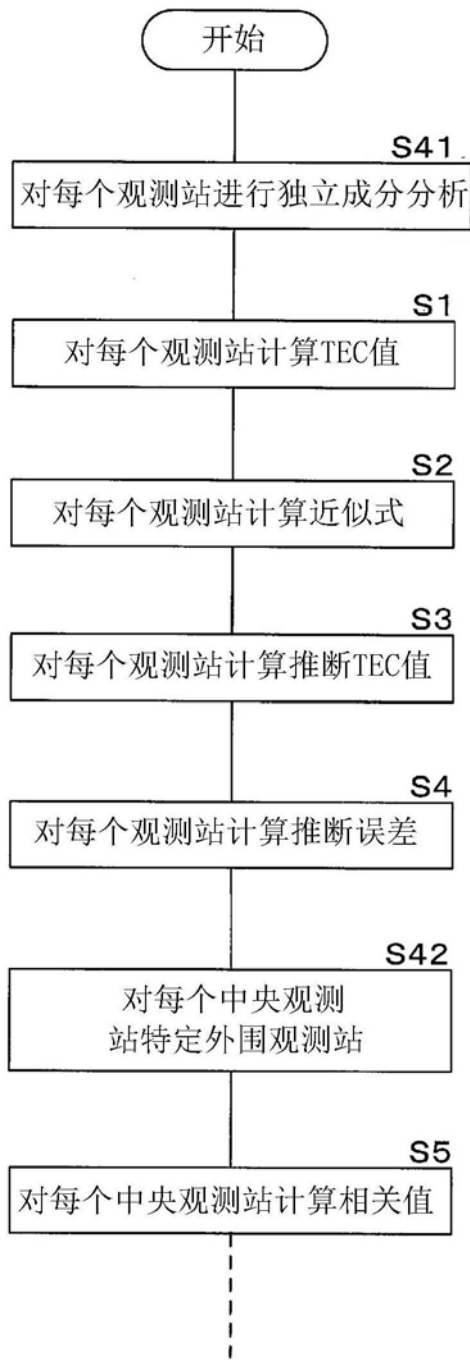 开始
S41
对每个观测站进行独立成分分析
S1
对每个观测站计算TEC值
S2
对每个观测站计算近似式
S3
对每个观测站计算推断TEC值
S4
对每个观测站计算推断误差
S42
对每个中央观测
站特定外围观测站
S5
对每个中央观测站计算相关值